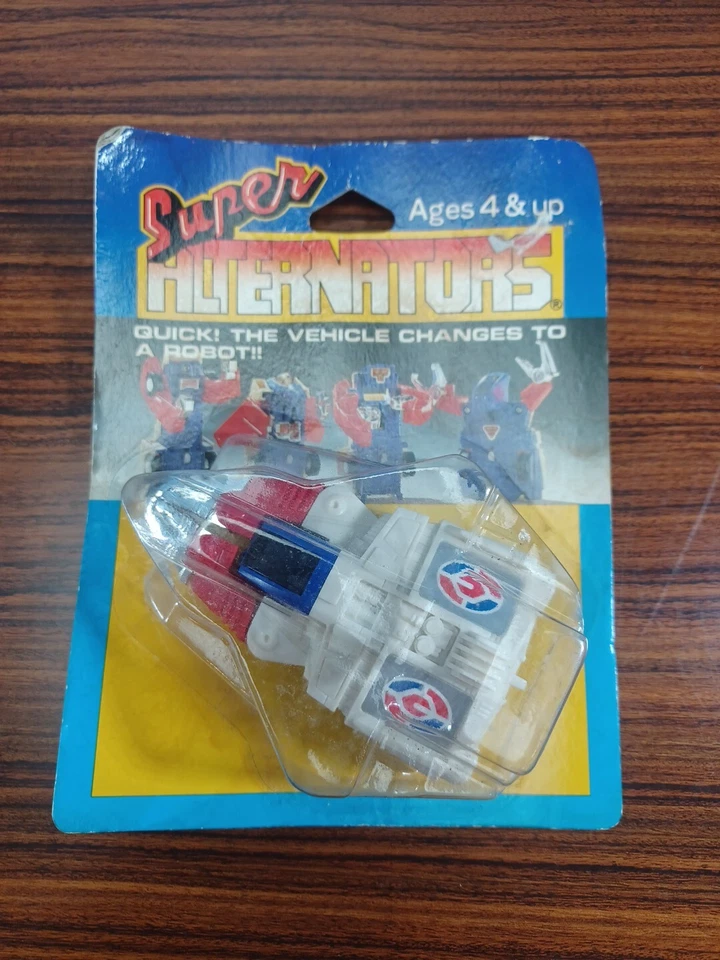 Super
Ages 4 & up
ALTERNATORS®
QUICK! THE VEHICLE CHANGES TO
A ROBOT!!